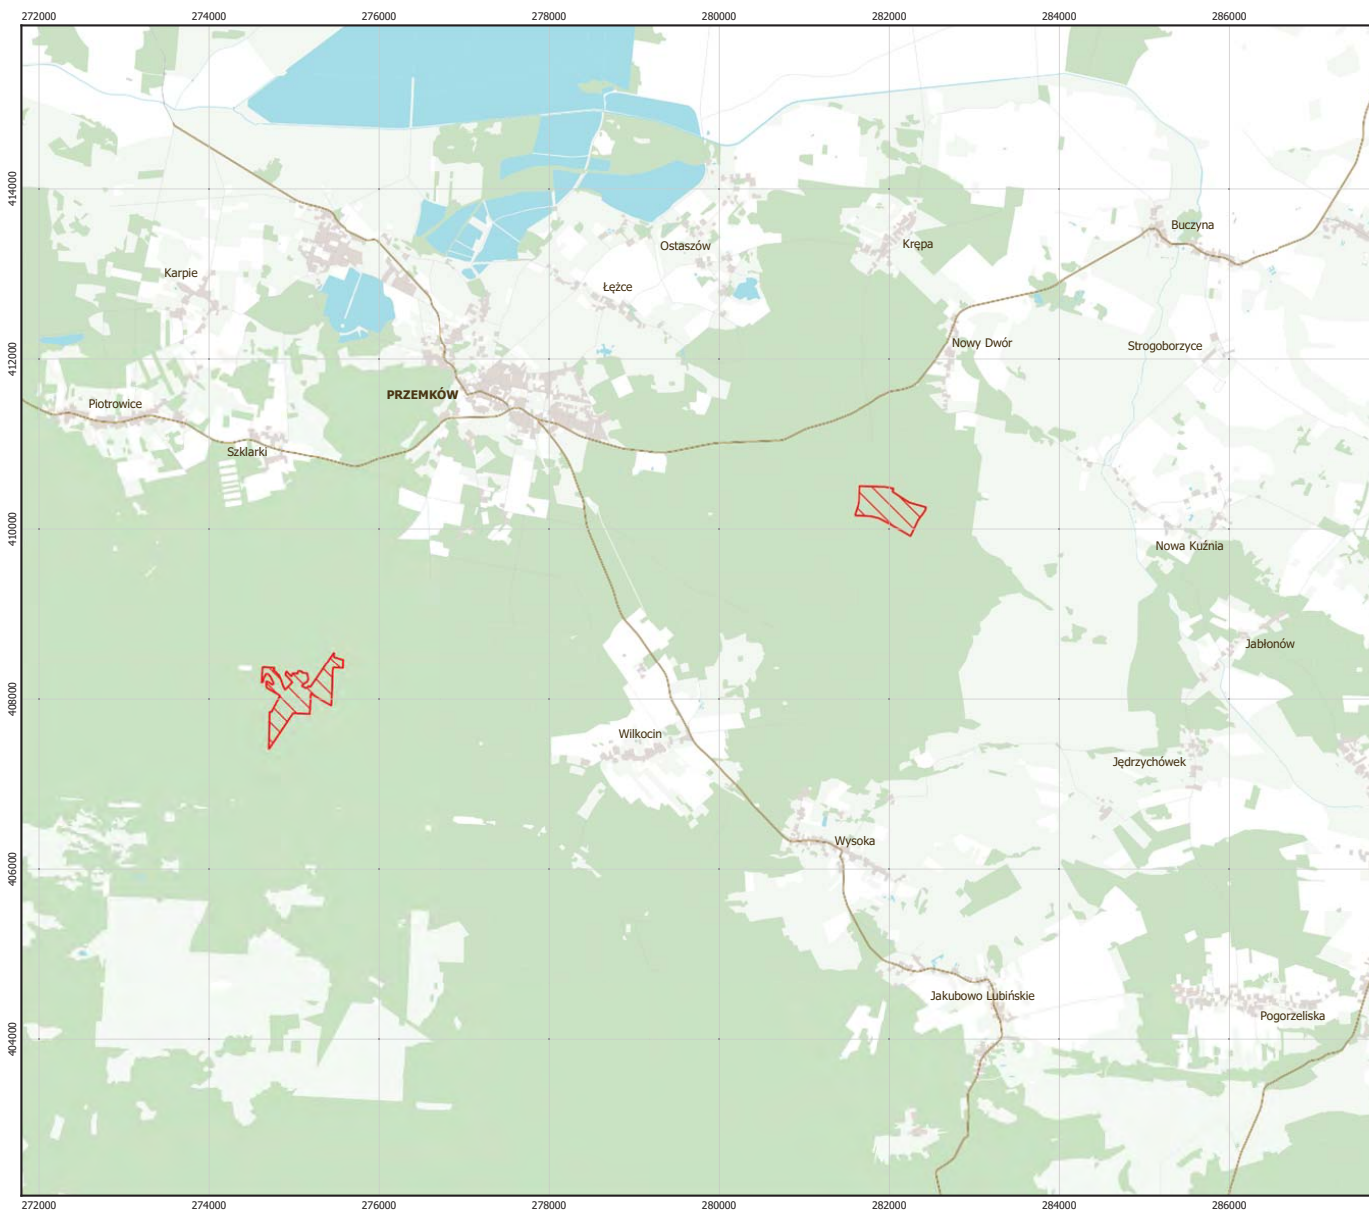 272000 274000 276000 278000 280000 282000 284000 286000
414000
Buczyna
Krępa
Ostaszów
Karpie
Łężce
412000
Nowy Dwór
Strogoborzyce
PRZEMKÓW
Piotrowice
Szklarki
410000
Nowa Kuźnia
Jabłonów
408000
Wilkocin
Jędrzychówek
Wysoka
406000
Jakubowo Lubińskie
Pogorzeliska
404000
272000 274000 276000 278000 280000 282000 284000 286000